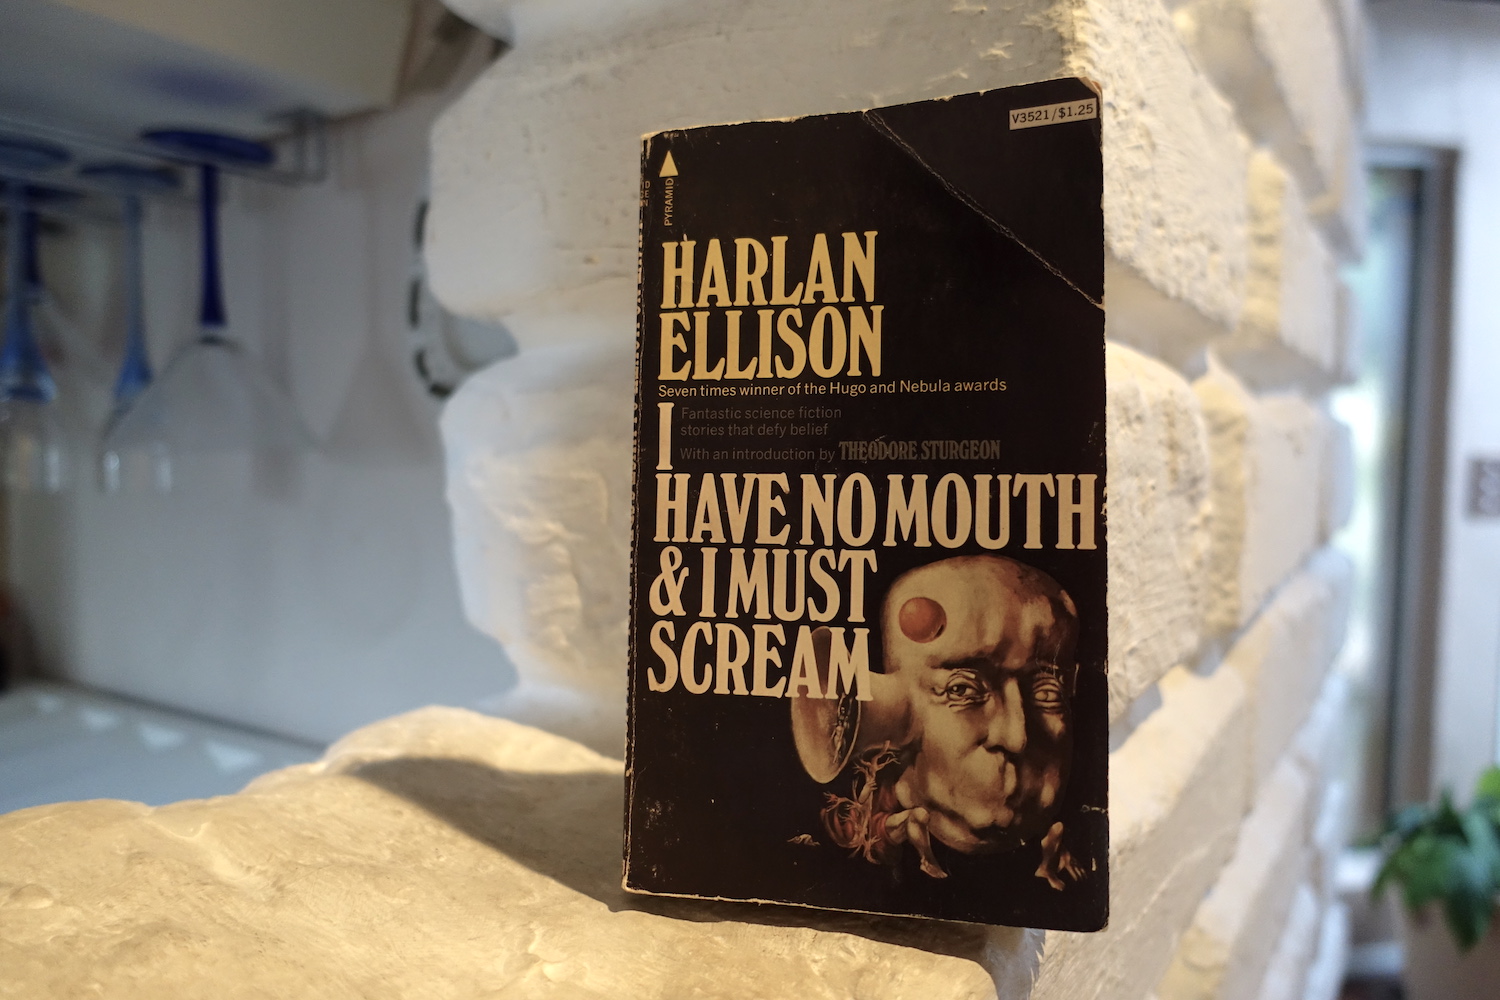 V3521/$1.25
PYRAMID
HARLAN
ELLISON
Seven times winner of the Hugo and Nebula awards
I
Fantastic science fiction
stories that defy belief
With an introduction by THEODORE STURGEON
HAVE NO MOUTH
& I MUST
SCREAM